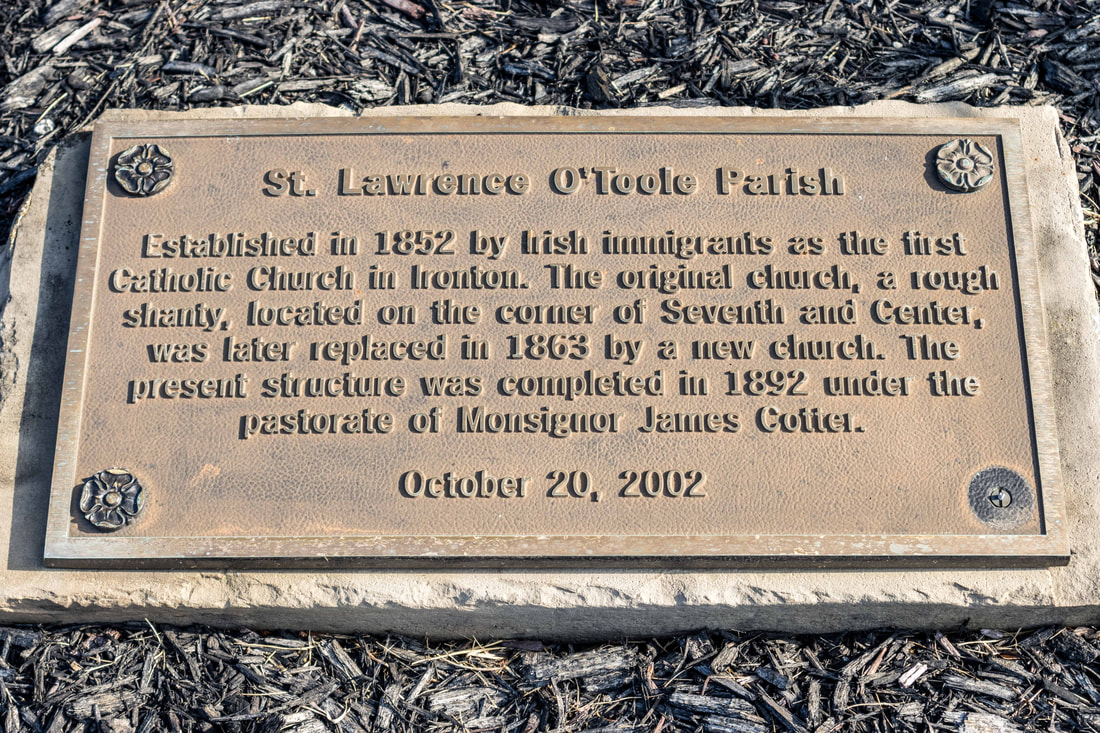 St. Lawrence O'Toole Parish
Established in 1852 by Irish immigrants as the first
Catholic Church in Ironton. The original church, a rough
shanty, located on the corner of Seventh and Center,
was later replaced in 1863 by a new church. The
present structure was completed in 1892 under the
pastorate of Monsignor James Cotter.
October 20, 2002